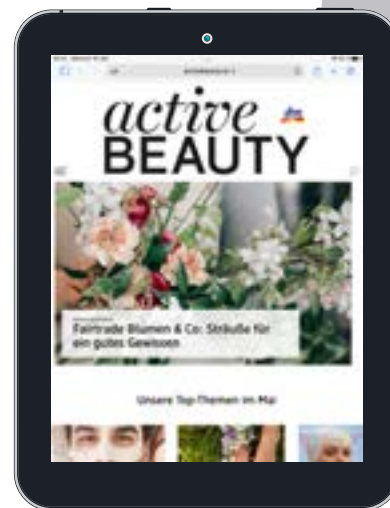 active
BEAUTY
Fairtrade Blumen & Co: Sträuße für
ein gutes Gewissen
Unsere Top-Themen im Mai